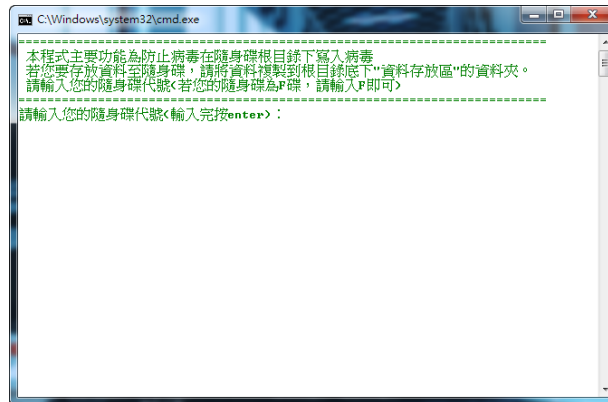 C:\Windows\system32\cmd.exe
==========================================================================
本程式主要功能為防止病毒在隨身碟根目錄下寫入病毒
若您要存放資料至隨身碟，請將資料複製到根目錄底下"資料存放區"的資料夾。
請輸入您的隨身碟代號(若您的隨身碟為F碟，請輸入F即可)
==========================================================================
請輸入您的隨身碟代號(輸入完按enter)：